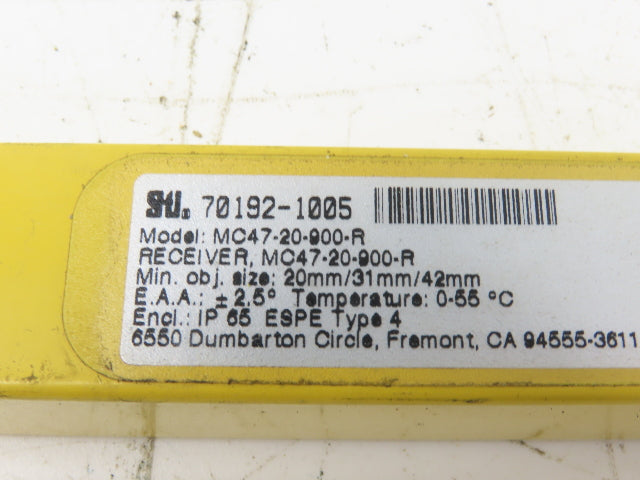 STI. 70192-1005
Model: MC47-20-900-R
RECEIVER, MC47-20-900-R
Min. obj. size: 20mm/31mm/42mm
E.A.A.: ± 2.5° Temperature: 0-55 °C
Encl.: IP 65 ESPE Type 4
6550 Dumbarton Circle, Fremont, CA 94555-3611